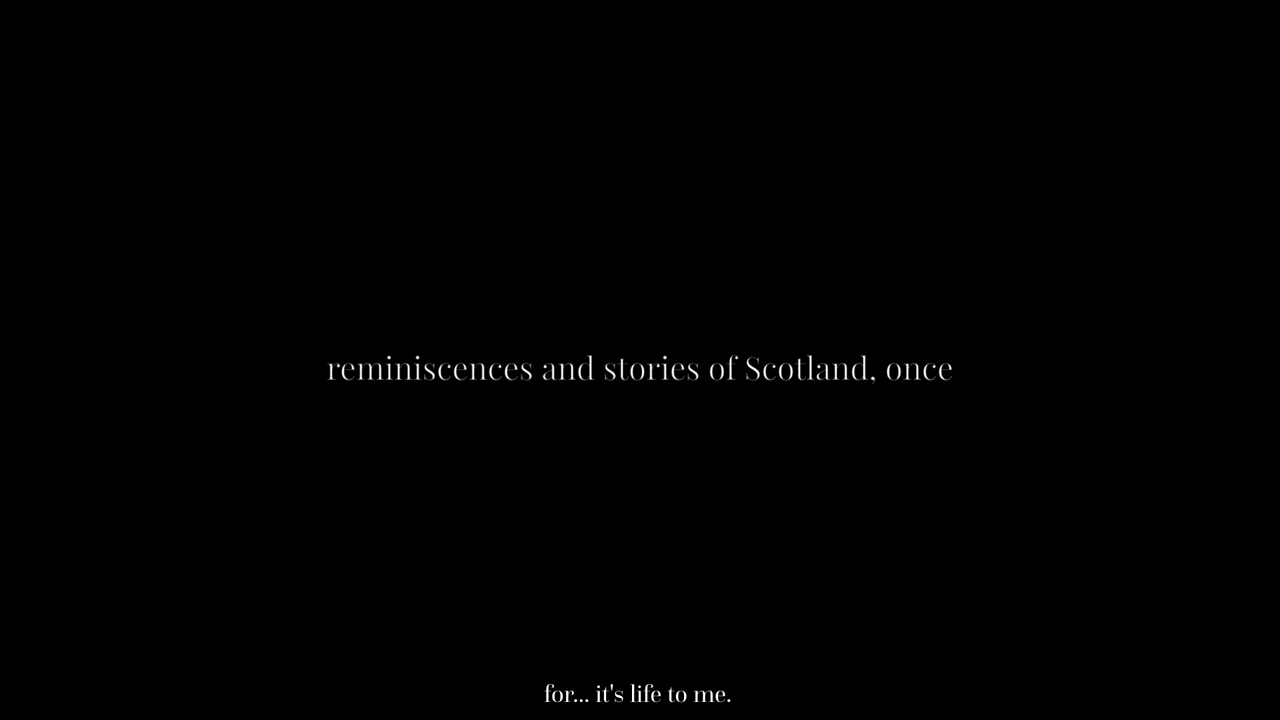 reminiscences and stories of Scotland, once
for... it's life to me.